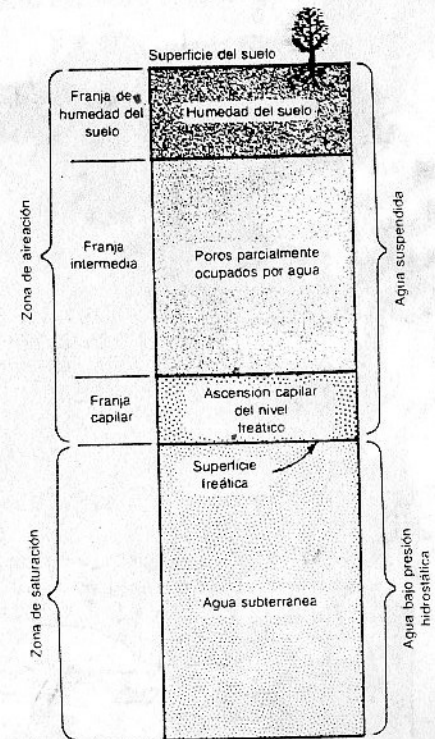 Superficie del suelo
Franja de
humedad del
suelo
Humedad del suelo
Zona de aireación
Franja
intermedia
Poros parcialmente
ocupados por agua
Agua suspendida
Franja
capilar
Ascension capilar
del nivel
freático
Superficie
freática
Zona de saturación
Agua subterranea
Agua bajo presión
hidrostática